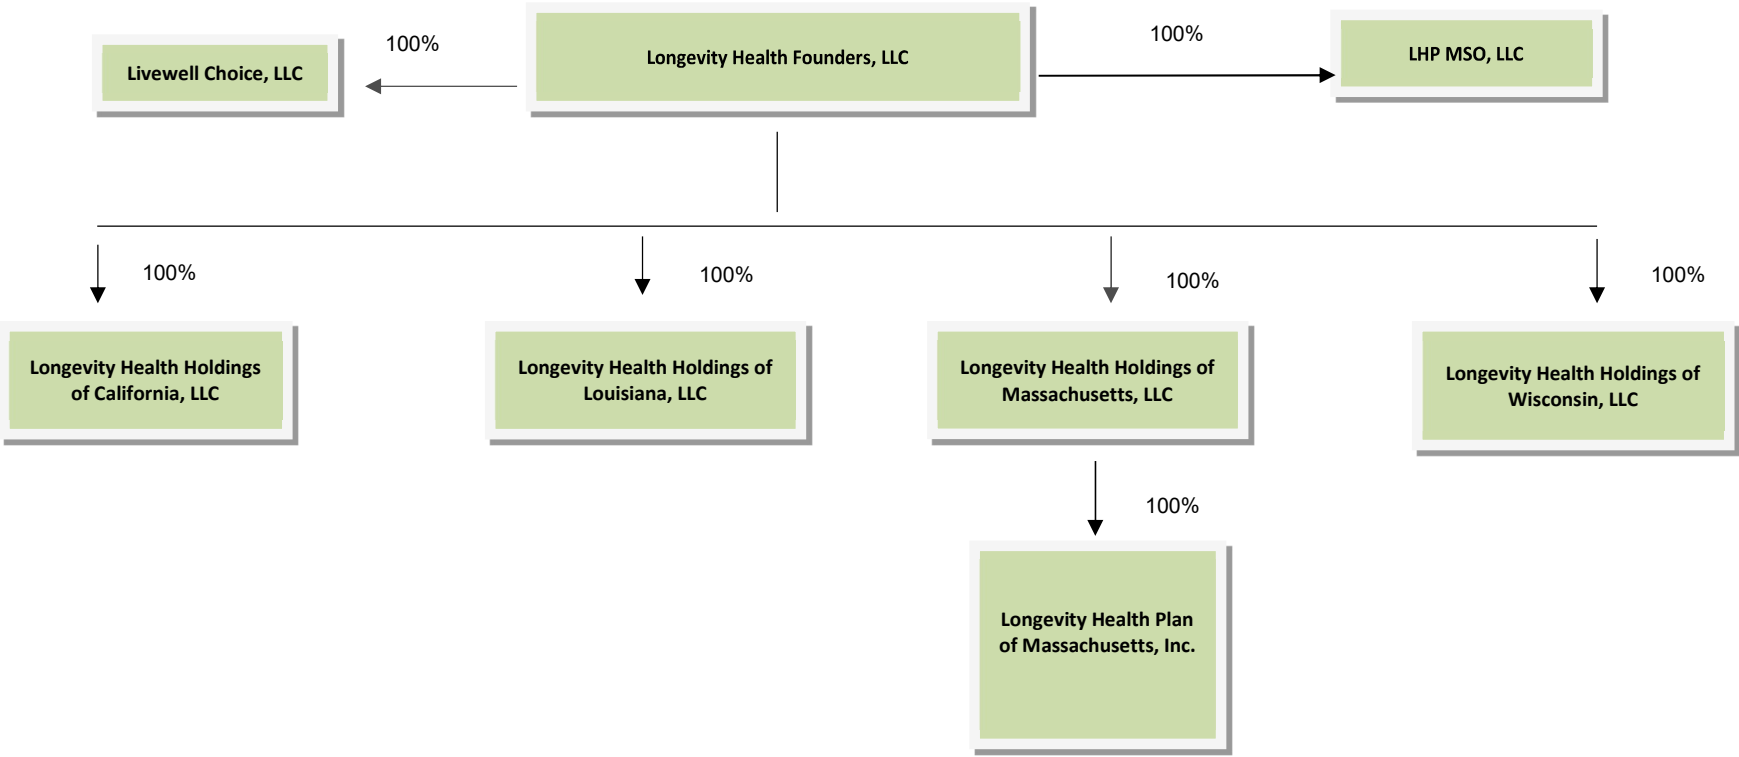 Longevity Health Founders, LLC
100%
Livewell Choice, LLC
100%
LHP MSO, LLC
100%
100%
100%
100%
Longevity Health Holdings
of California, LLC
Longevity Health Holdings of
Louisiana, LLC
Longevity Health Holdings of
Massachusetts, LLC
Longevity Health Holdings of
Wisconsin, LLC
100%
Longevity Health Plan
of Massachusetts, Inc.